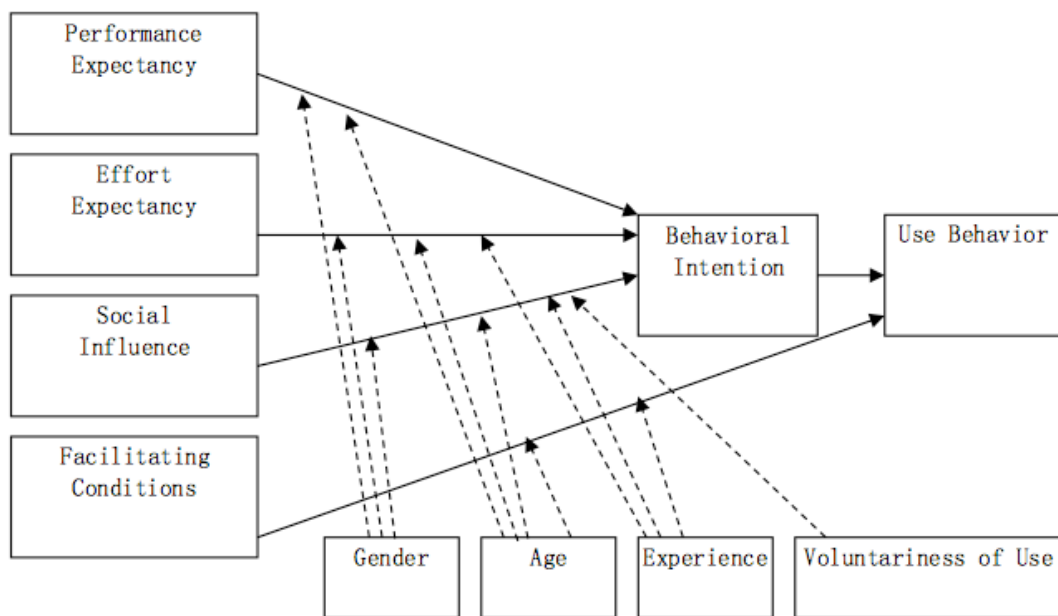 Performance
Expectancy
Effort
Expectancy
Social
Influence
Facilitating
Conditions
Behavioral
Intention
Use Behavior
Gender
Age
Experience
Voluntariness of Use